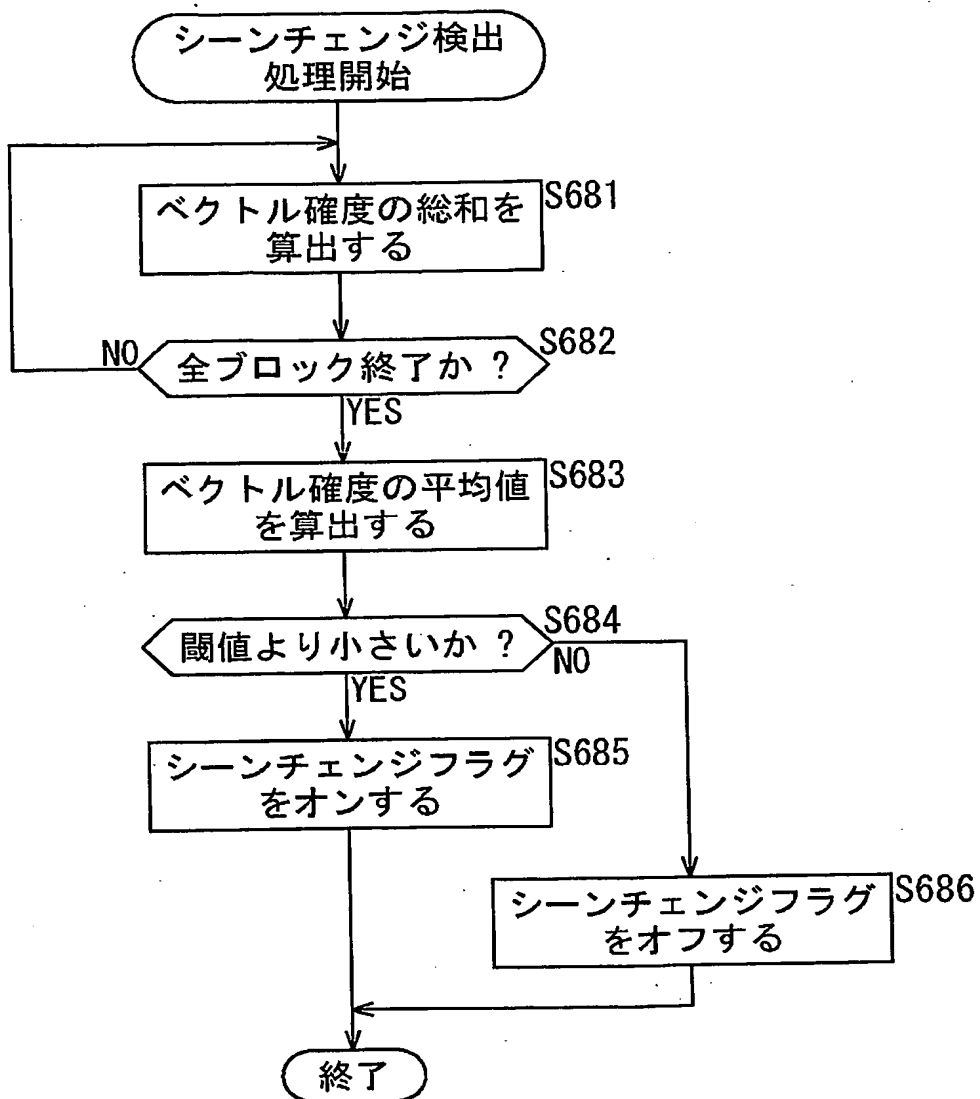 シーンチェンジ検出
処理開始
ベクトル確度の総和を
算出する
S681
全ブロック終了か ?
S682
NO
YES
ベクトル確度の平均値
を算出する
S683
閾値より小さいか ?
S684
NO
YES
シーンチェンジフラグ
をオンする
S685
シーンチェンジフラグ
をオフする
S686
終了